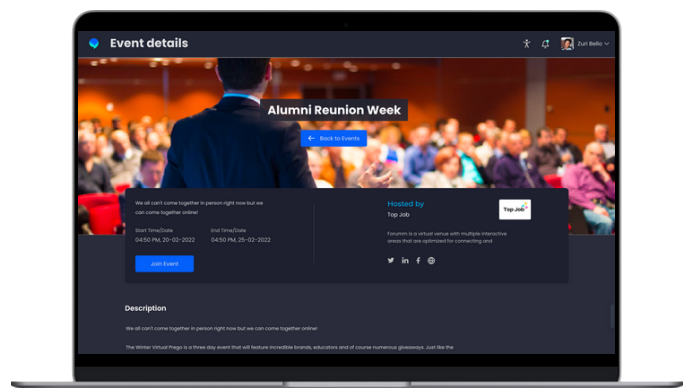 Event details
Zuri Bello
Alumni Reunion Week
← Back to Events
We all can't come together in person right now but we
can come together online!
Start Time/Date
End Time/Date
04:50 PM, 20-02-2022
04:50 PM, 25-02-2022
Join Event
Hosted by
Top Job
Top Job
Forumm is a virtual venue with multiple interactive
areas that are optimized for connecting and
Description
We all can't come together in person right now but we can come together online!
The Winter Virtual Prego is a three day event that will feature incredible brands, educators and of course numerous giveaways. Just like the